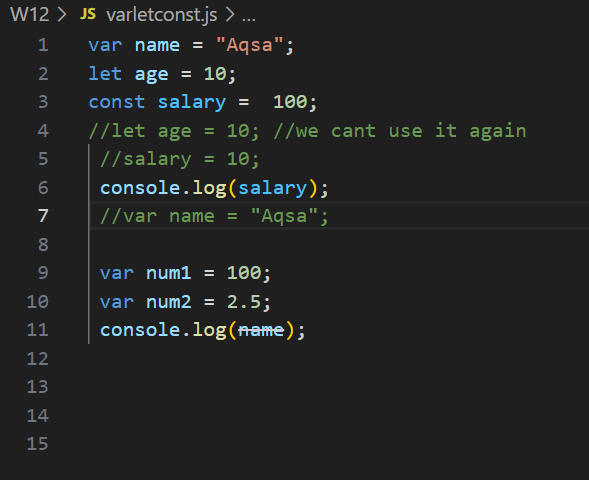 W12 > JS varletconst.js > ...
1 var name = "Aqsa";
2 let age = 10;
3 const salary =  100;
4 //let age = 10; //we cant use it again
5  //salary = 10;
6  console.log(salary);
7  //var name = "Aqsa";
8
9  var num1 = 100;
10  var num2 = 2.5;
11  console.log(name);
12
13
14
15